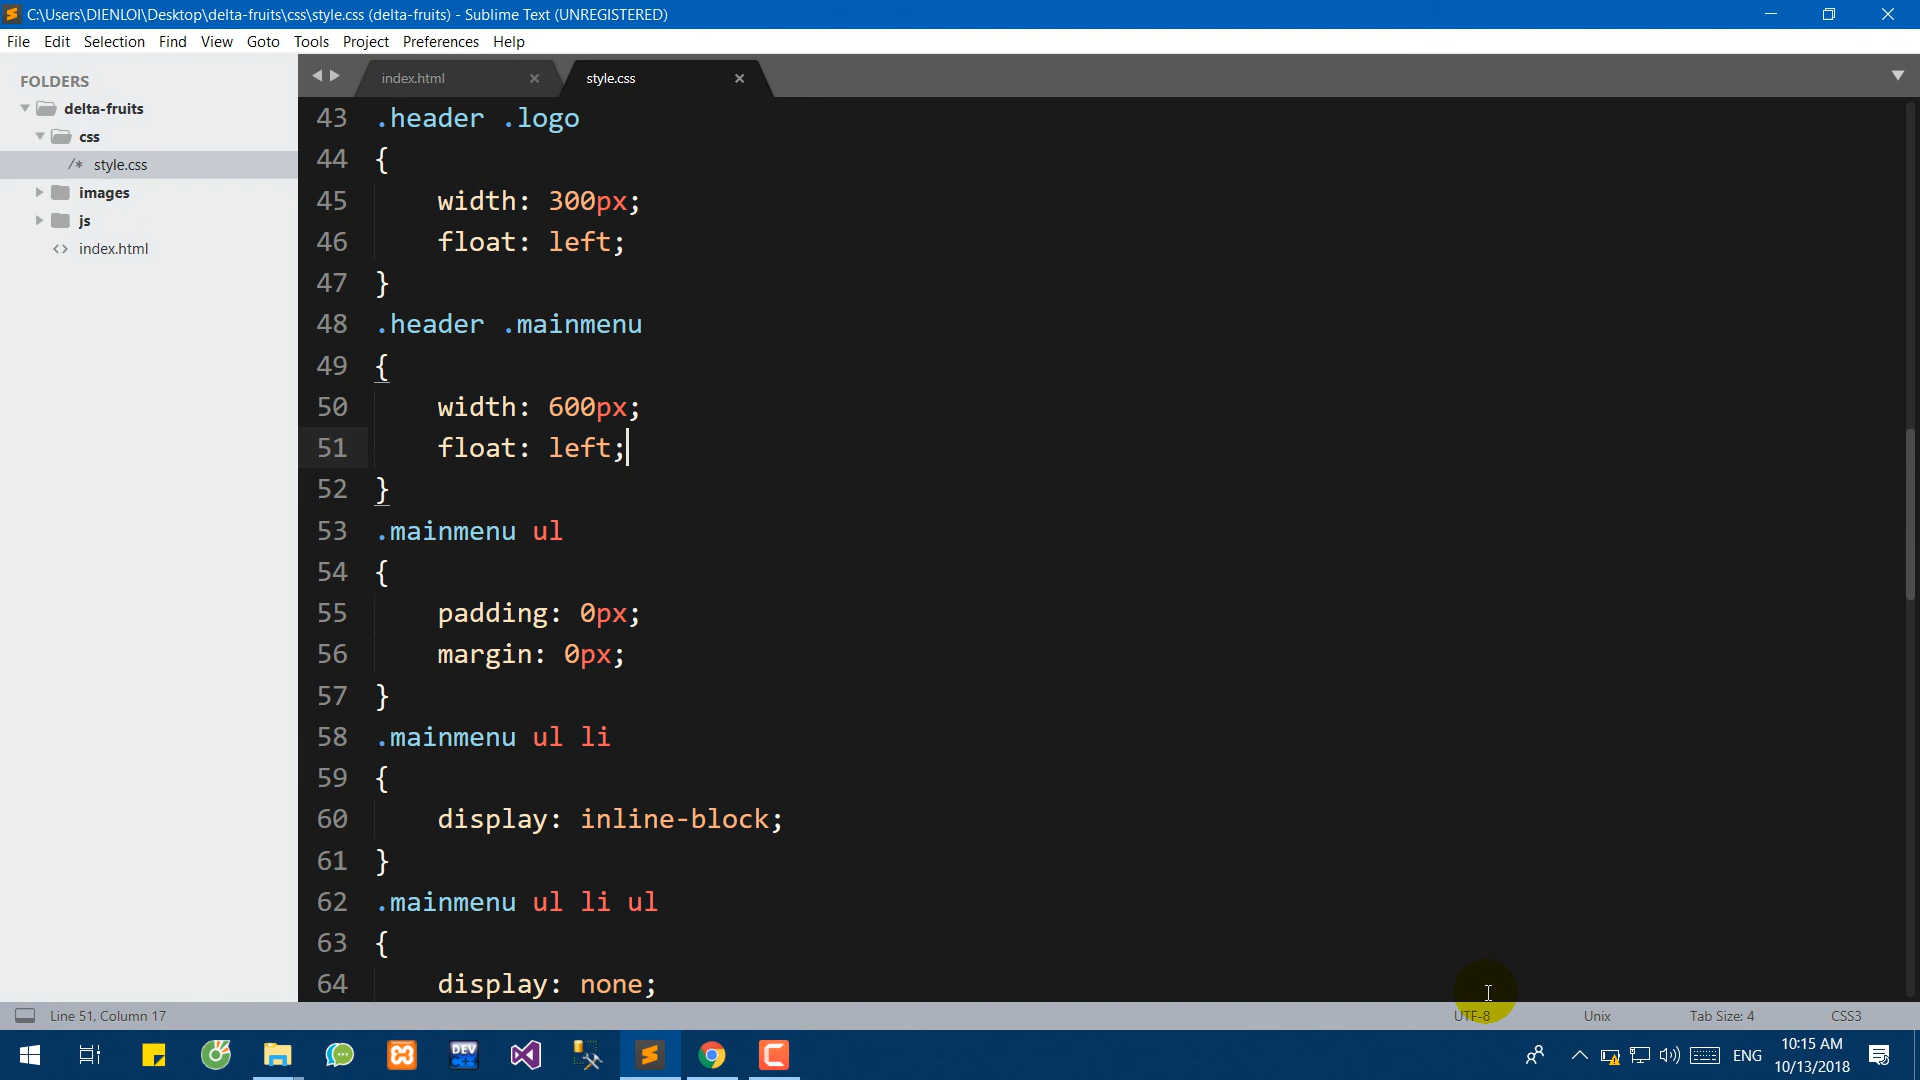 C:\Users\DIENLOI\Desktop\delta-fruits\css\style.css (delta-fruits) - Sublime Text (UNREGISTERED)
File Edit Selection Find View Goto Tools Project Preferences Help
FOLDERS
delta-fruits
css
/* style.css
images
js
<> index.html
index.html
style.css
43 .header .logo
44 {
45 width: 300px;
46 float: left;
47 }
48 .header .mainmenu
49 {
50 width: 600px;
51 float: left;
52 }
53 .mainmenu ul
54 {
55 padding: 0px;
56 margin: 0px;
57 }
58 .mainmenu ul li
59 {
60 display: inline-block;
61 }
62 .mainmenu ul li ul
63 {
64 display: none;
Line 51, Column 17
UTF-8
Unix
Tab Size: 4
CSS3
DEV
ENG
10:15 AM
10/13/2018